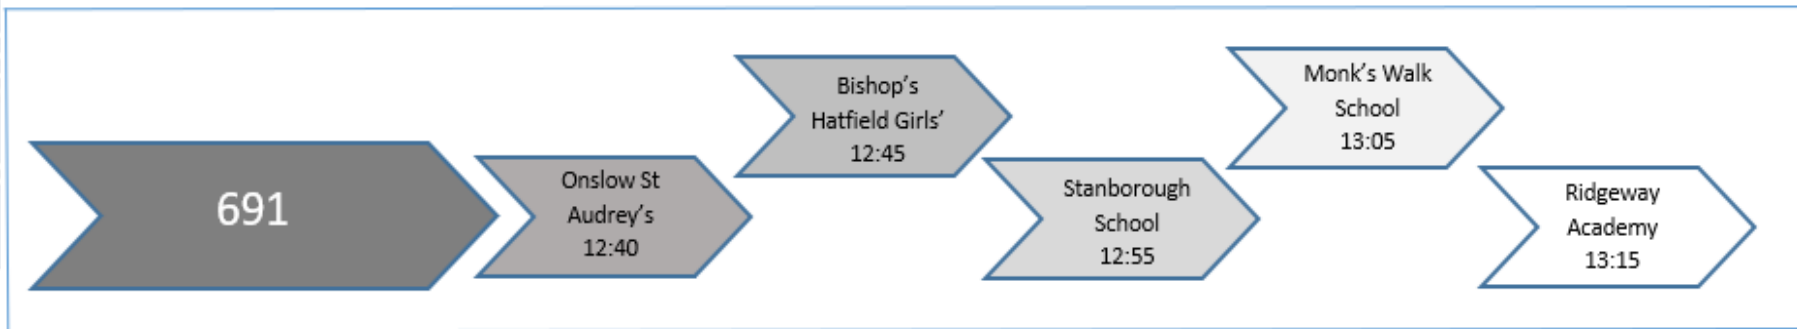 691
Onslow St
Audrey's
12:40
Bishop's
Hatfield Girls'
12:45
Stanborough
School
12:55
Monk's Walk
School
13:05
Ridgeway
Academy
13:15